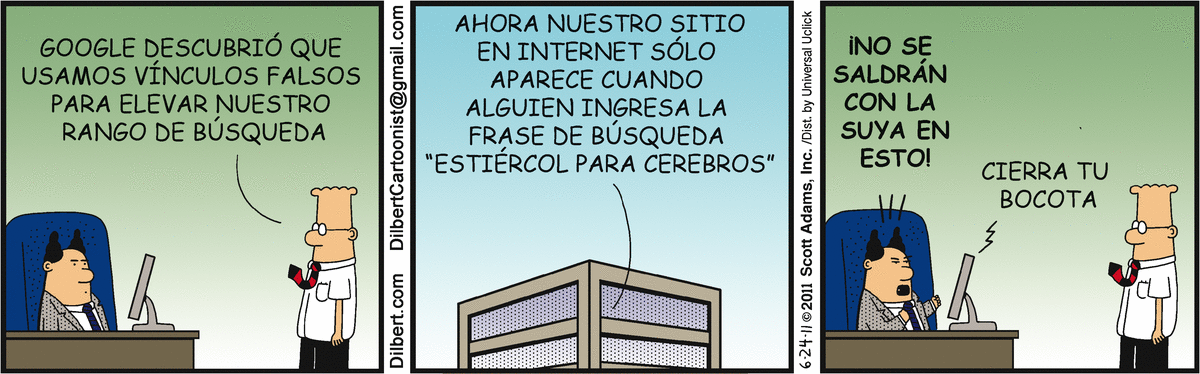 GOOGLE DESCUBRIÓ QUE
USAMOS VÍNCULOS FALSOS
PARA ELEVAR NUESTRO
RANGO DE BÚSQUEDA
Dilbert.com DilbertCartoonist@gmail.com
AHORA NUESTRO SITIO
EN INTERNET SÓLO
APARECE CUANDO
ALGUIEN INGRESA LA
FRASE DE BÚSQUEDA
“ESTIÉRCOL PARA CEREBROS”
6-24-11 © 2011 Scott Adams, Inc. /Dist. by Universal Uclick
¡NO SE
SALDRÁN
CON LA
SUYA EN
ESTO!
CIERRA TU
BOCOTA